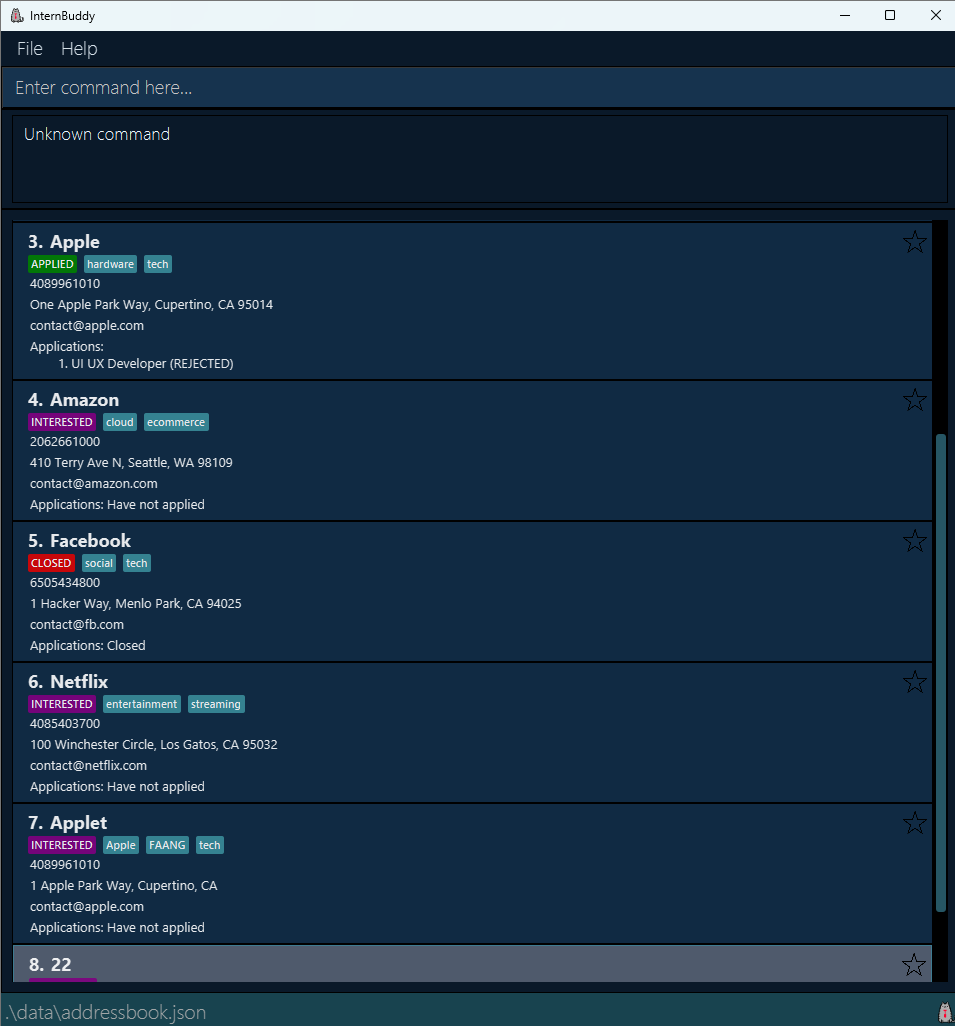 InternBuddy
File Help
Enter command here...
Unknown command
3. Apple
APPLIED hardware tech
4089961010
One Apple Park Way, Cupertino, CA 95014
contact@apple.com
Applications:
1. UI UX Developer (REJECTED)
4. Amazon
INTERESTED cloud ecommerce
2062661000
410 Terry Ave N, Seattle, WA 98109
contact@amazon.com
Applications: Have not applied
5. Facebook
CLOSED social tech
6505434800
1 Hacker Way, Menlo Park, CA 94025
contact@fb.com
Applications: Closed
6. Netflix
INTERESTED entertainment streaming
4085403700
100 Winchester Circle, Los Gatos, CA 95032
contact@netflix.com
Applications: Have not applied
7. Applet
INTERESTED Apple FAANG tech
4089961010
1 Apple Park Way, Cupertino, CA
contact@apple.com
Applications: Have not applied
8. 22
.\data\addressbook.json